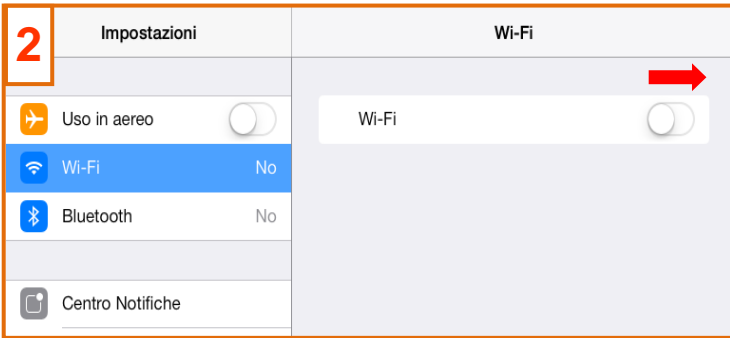 2
Impostazioni
Wi-Fi
Uso in aereo
Wi-Fi No
Bluetooth No
Centro Notifiche
Wi-Fi